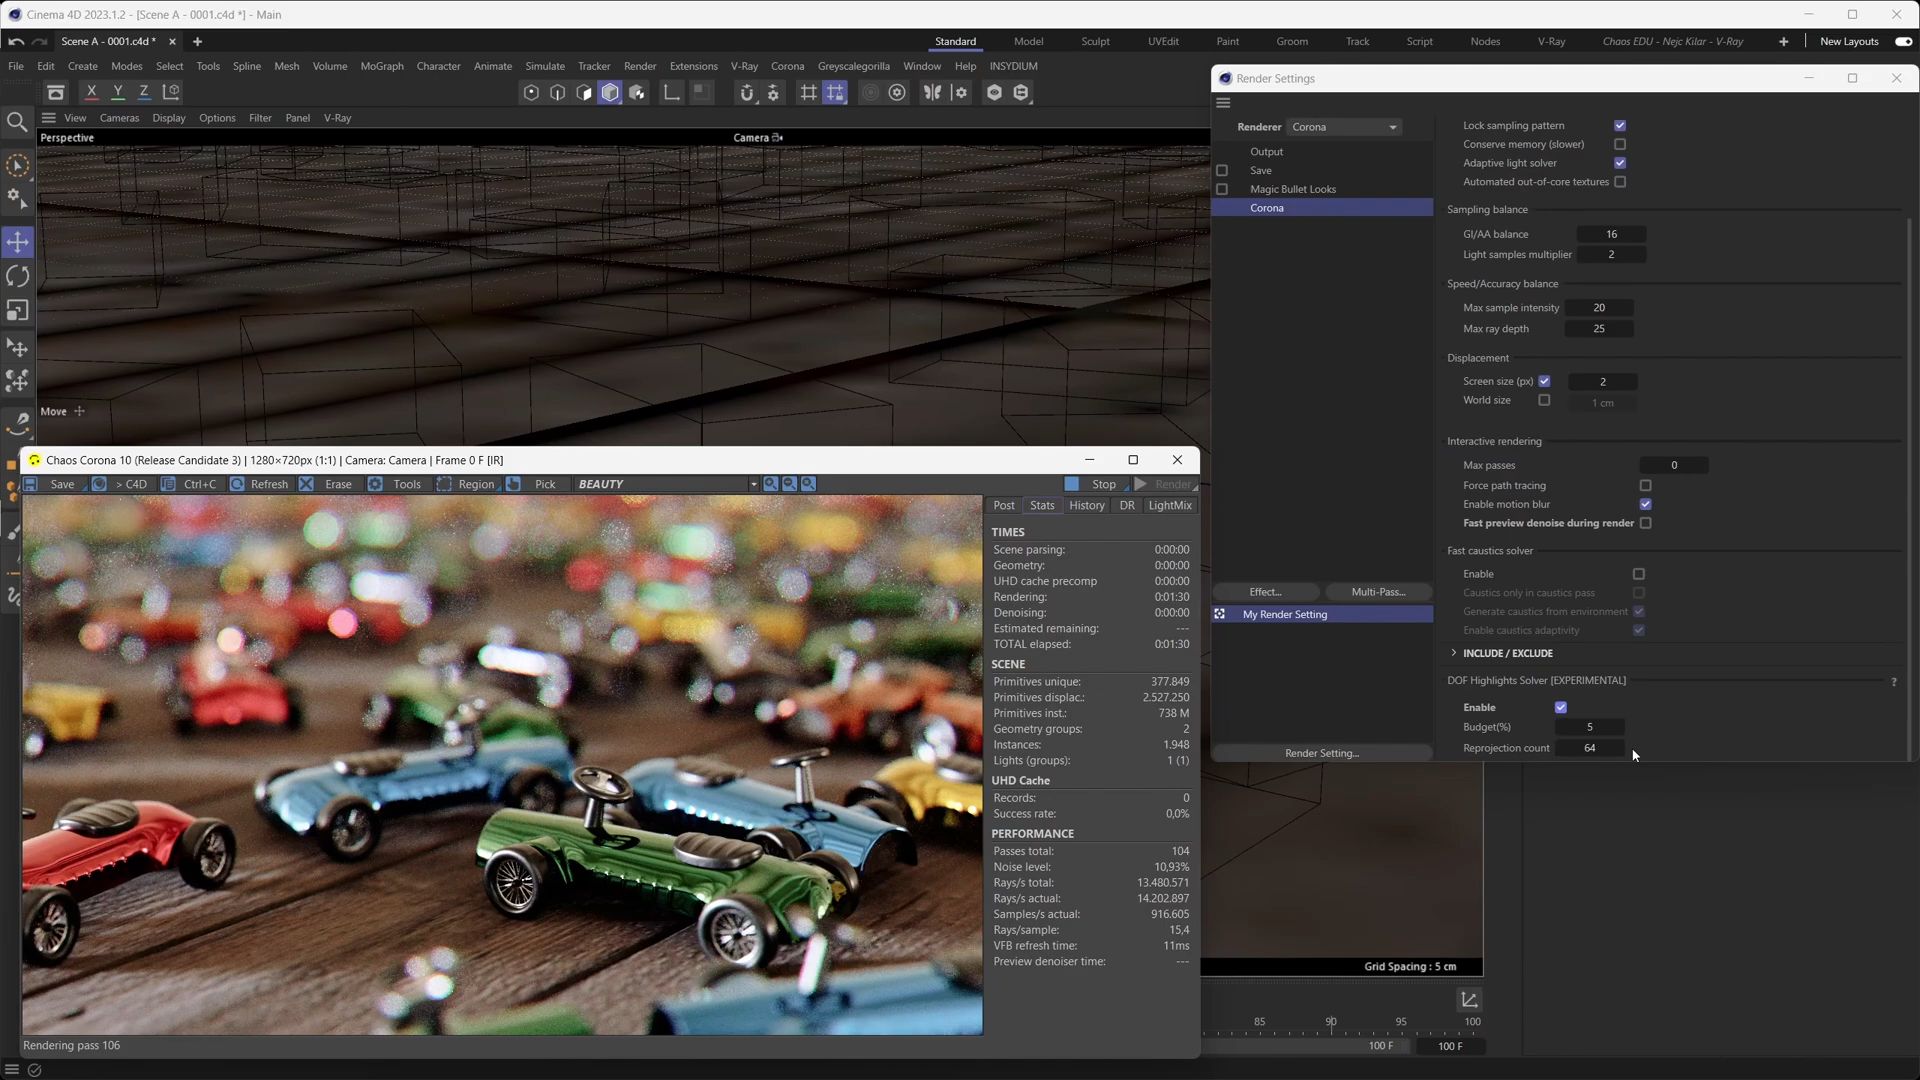 Cinema 4D 2023.1.2 - [Scene A - 0001.c4d *] - Main
Scene A - 0001.c4d *
Standard Model Sculpt UVEdit Paint Groom Track Script Nodes V-Ray Chaos EDU - Nejc Kilar - V-Ray New Layouts
File Edit Create Modes Select Tools Spline Mesh Volume MoGraph Character Animate Simulate Tracker Render Extensions V-Ray Corona Greyscalegorilla Window Help INSYDIUM
X Y Z
View Cameras Display Options Filter Panel V-Ray
Perspective
Camera
Move
Render Settings
Renderer Corona
Output
Save
Magic Bullet Looks
Corona
Effect...
Multi-Pass...
My Render Setting
Render Setting...
Lock sampling pattern
Conserve memory (slower)
Adaptive light solver
Automated out-of-core textures
Sampling balance
GI/AA balance 16
Light samples multiplier 2
Speed/Accuracy balance
Max sample intensity 20
Max ray depth 25
Displacement
Screen size (px) 2
World size 1 cm
Interactive rendering
Max passes 0
Force path tracing
Enable motion blur
Fast preview denoise during render
Fast caustics solver
Enable
Caustics only in caustics pass
Generate caustics from environment
Enable caustics adaptivity
INCLUDE / EXCLUDE
DOF Highlights Solver [EXPERIMENTAL] ?
Enable
Budget(%) 5
Reprojection count 64
Chaos Corona 10 (Release Candidate 3) | 1280×720px (1:1) | Camera: Camera | Frame 0 F [IR]
Save > C4D Ctrl+C Refresh Erase Tools Region Pick BEAUTY Stop Render
Post Stats History DR LightMix
TIMES
Scene parsing: 0:00:00
Geometry: 0:00:00
UHD cache precomp 0:00:00
Rendering: 0:01:30
Denoising: 0:00:00
Estimated remaining: ---
TOTAL elapsed: 0:01:30
SCENE
Primitives unique: 377.849
Primitives displac.: 2.527.250
Primitives inst.: 738 M
Geometry groups: 2
Instances: 1.948
Lights (groups): 1 (1)
UHD Cache
Records: 0
Success rate: 0,0%
PERFORMANCE
Passes total: 104
Noise level: 10,93%
Rays/s total: 13.480.571
Rays/s actual: 14.202.897
Samples/s actual: 916.605
Rays/sample: 15,4
VFB refresh time: 11ms
Preview denoiser time: ---
Rendering pass 106
Grid Spacing : 5 cm
85 90 95 100
100 F 100 F